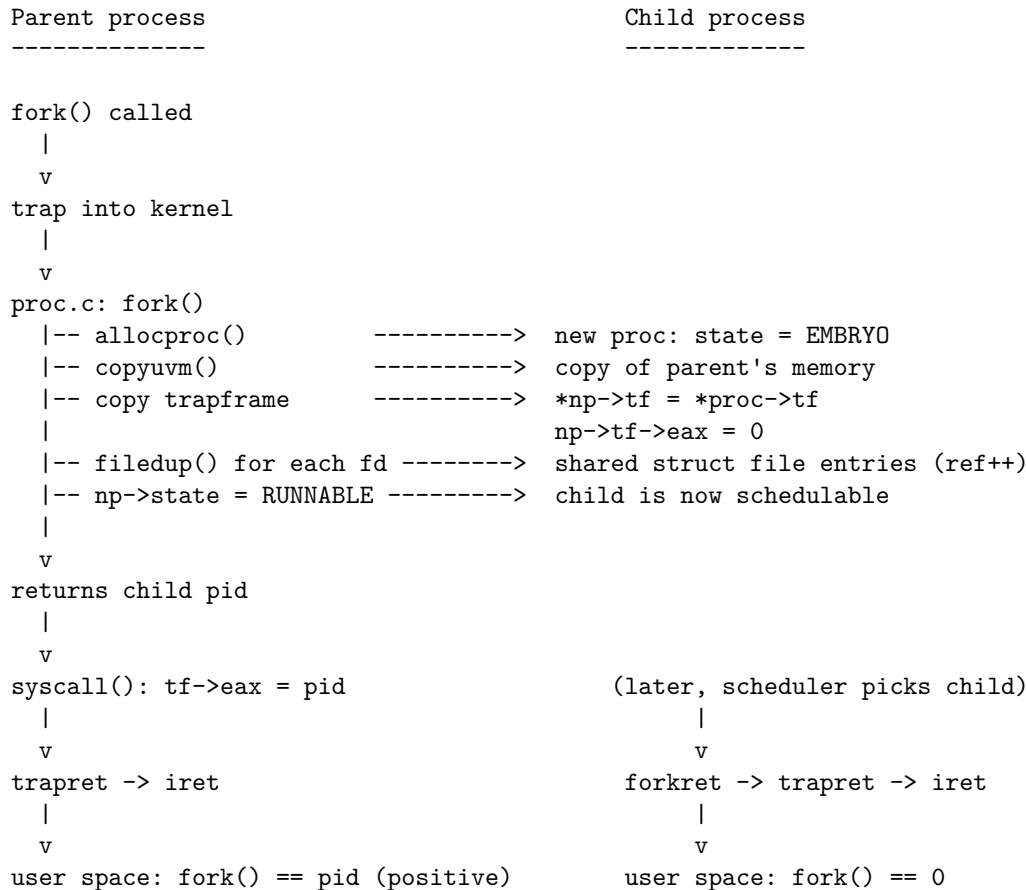 Parent process                              Child process
--------------                              -------------
fork() called
  |
  v
trap into kernel
  |
  v
proc.c: fork()
  |-- allocproc()        ---------->  new proc: state = EMBRYO
  |-- copyuvm()          ---------->  copy of parent's memory
  |-- copy trapframe     ---------->  *np->tf = *proc->tf
  |                                   np->tf->eax = 0
  |-- filedup() for each fd -------->  shared struct file entries (ref++)
  |-- np->state = RUNNABLE --------->  child is now schedulable
  |
  v
returns child pid
  |
  v
syscall(): tf->eax = pid                   (later, scheduler picks child)
  |                                              |
  v                                              v
trapret -> iret                             forkret -> trapret -> iret
  |                                              |
  v                                              v
user space: fork() == pid (positive)        user space: fork() == 0